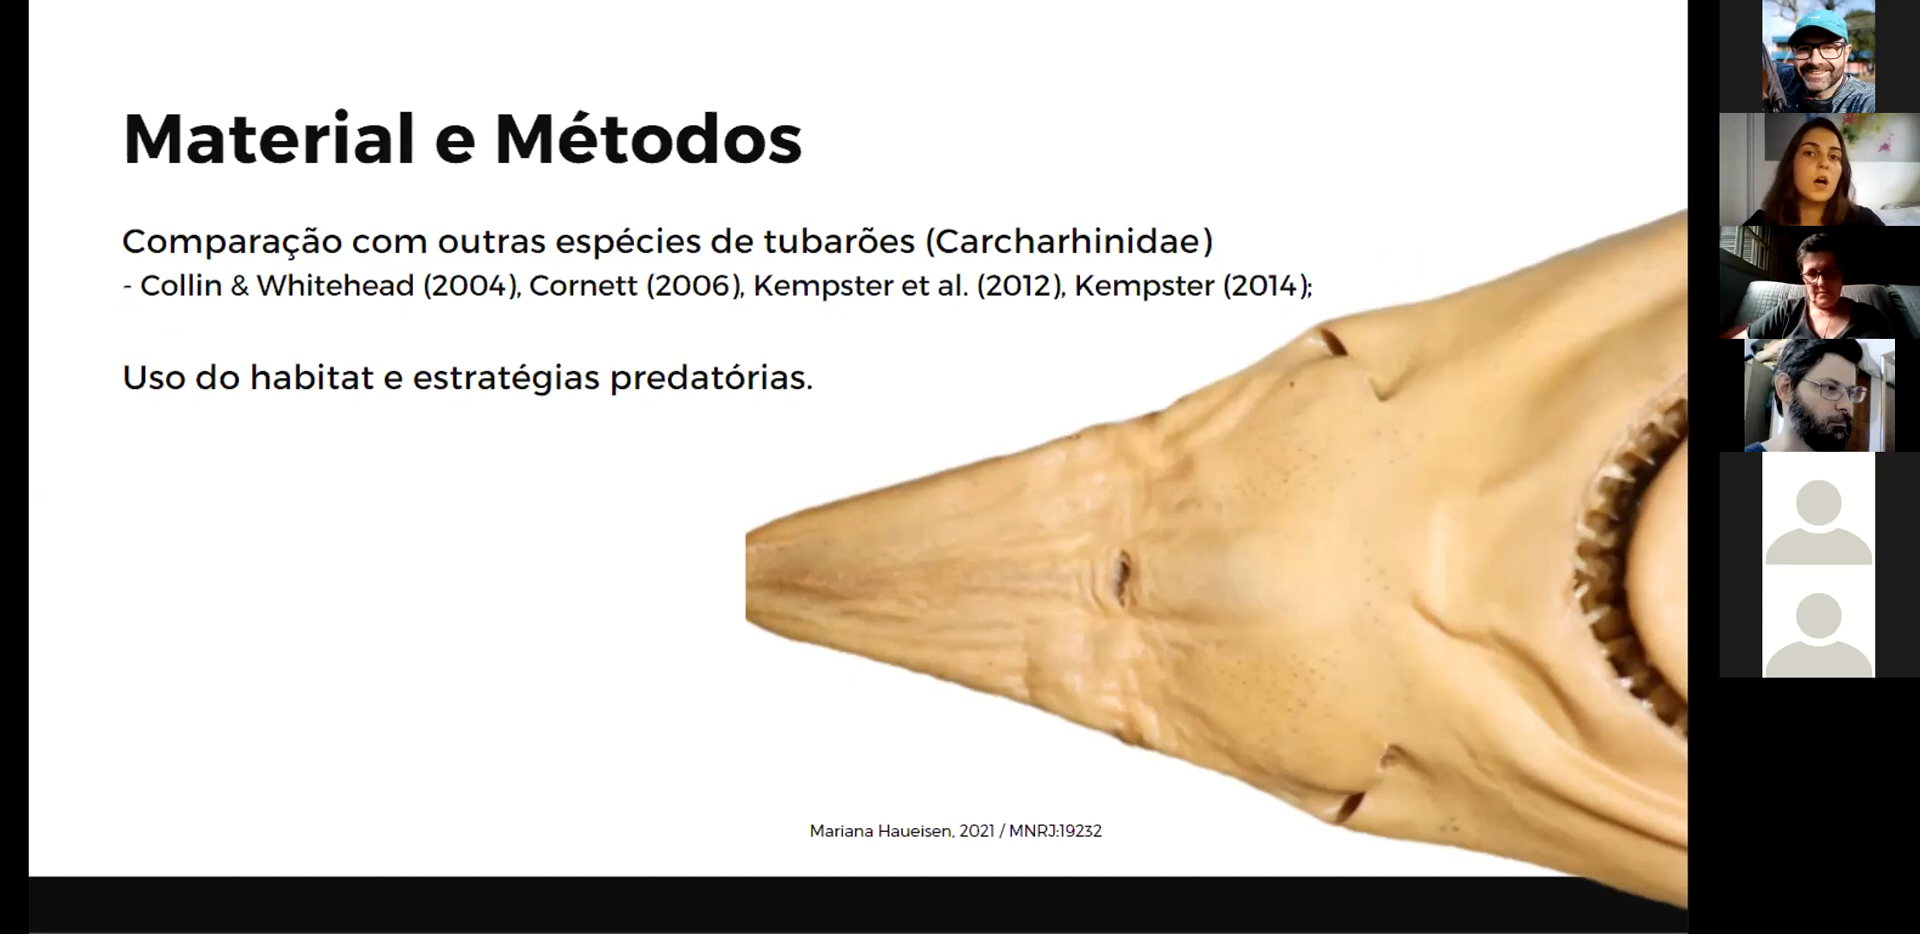 Material e Métodos
Comparação com outras espécies de tubarões (Carcharhinidae)
- Collin & Whitehead (2004), Cornett (2006), Kempster et al. (2012), Kempster (2014);
Uso do habitat e estratégias predatórias.
Mariana Haueisen, 2021 / MNRJ:19232